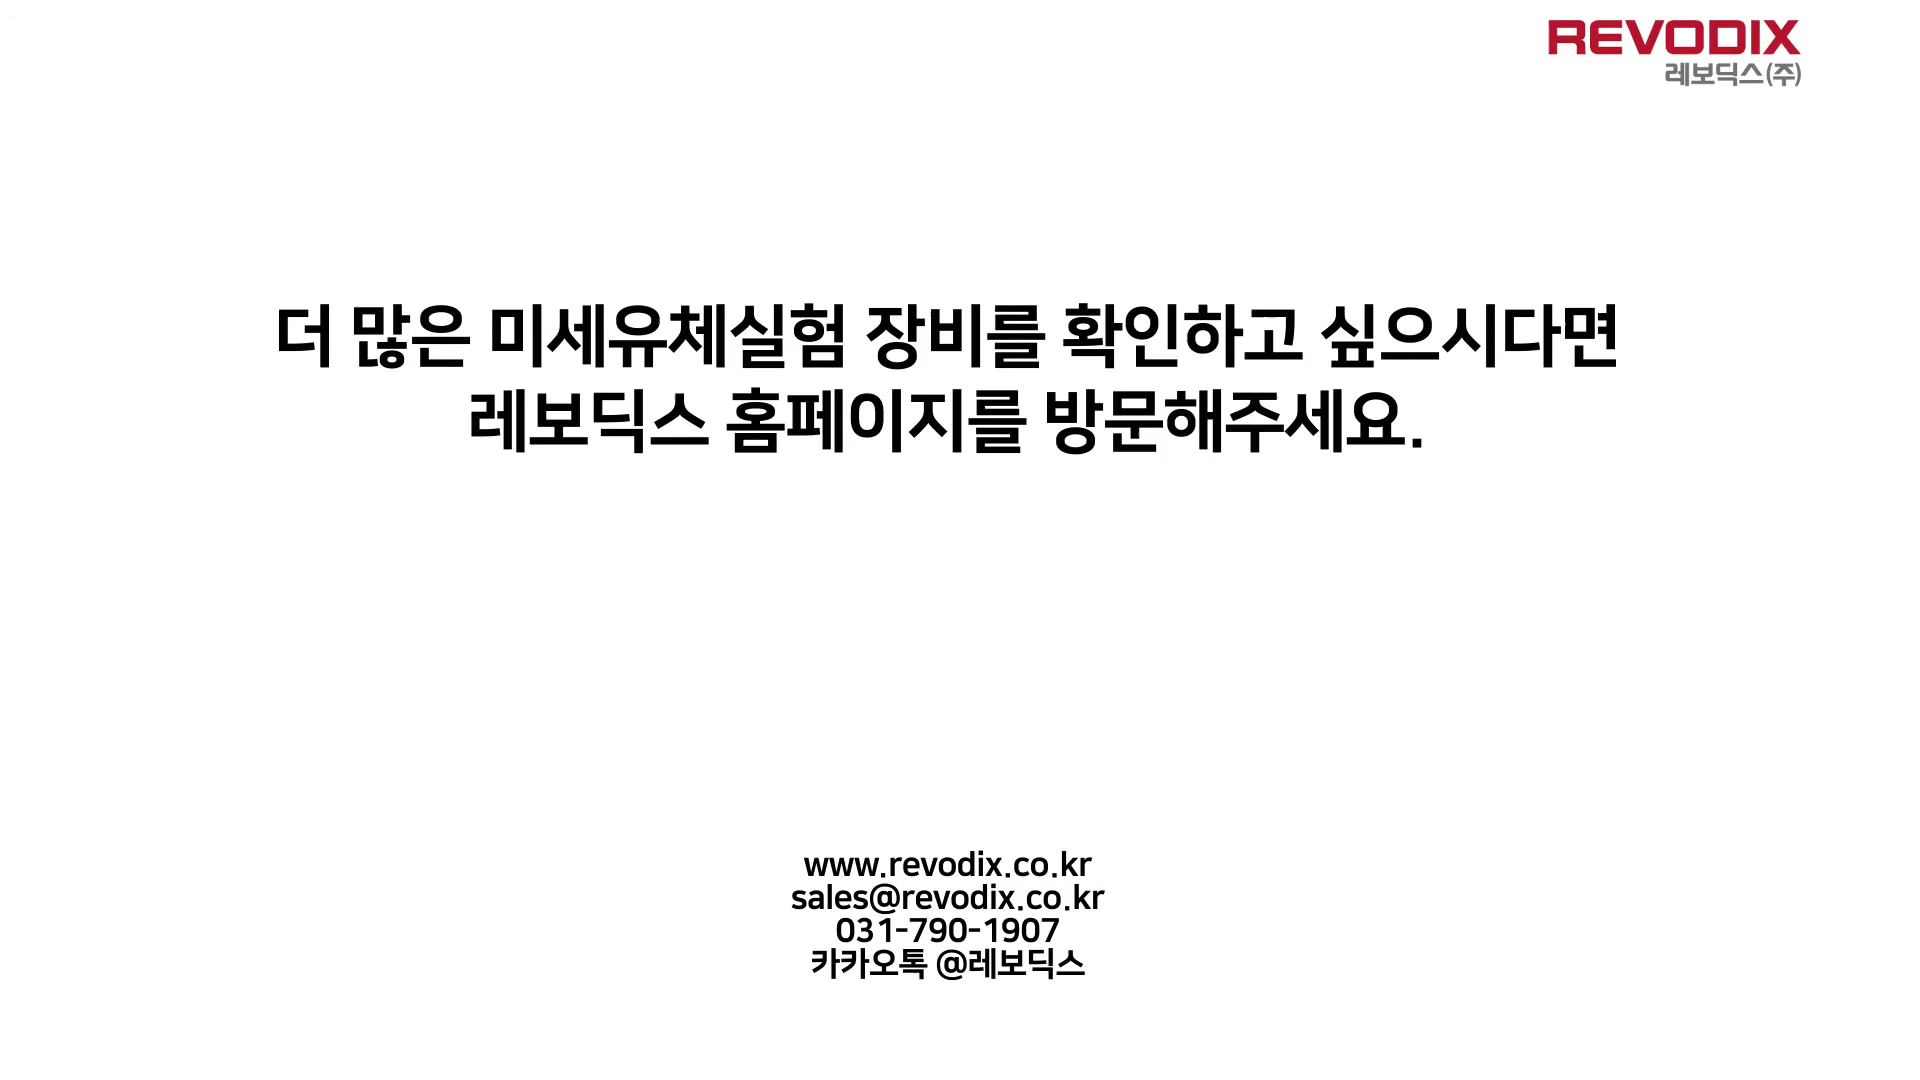 REVODIX
레보딕스(주)
더 많은 미세유체실험 장비를 확인하고 싶으시다면
레보딕스 홈페이지를 방문해주세요.
www.revodix.co.kr
sales@revodix.co.kr
031-790-1907
카카오톡 @레보딕스